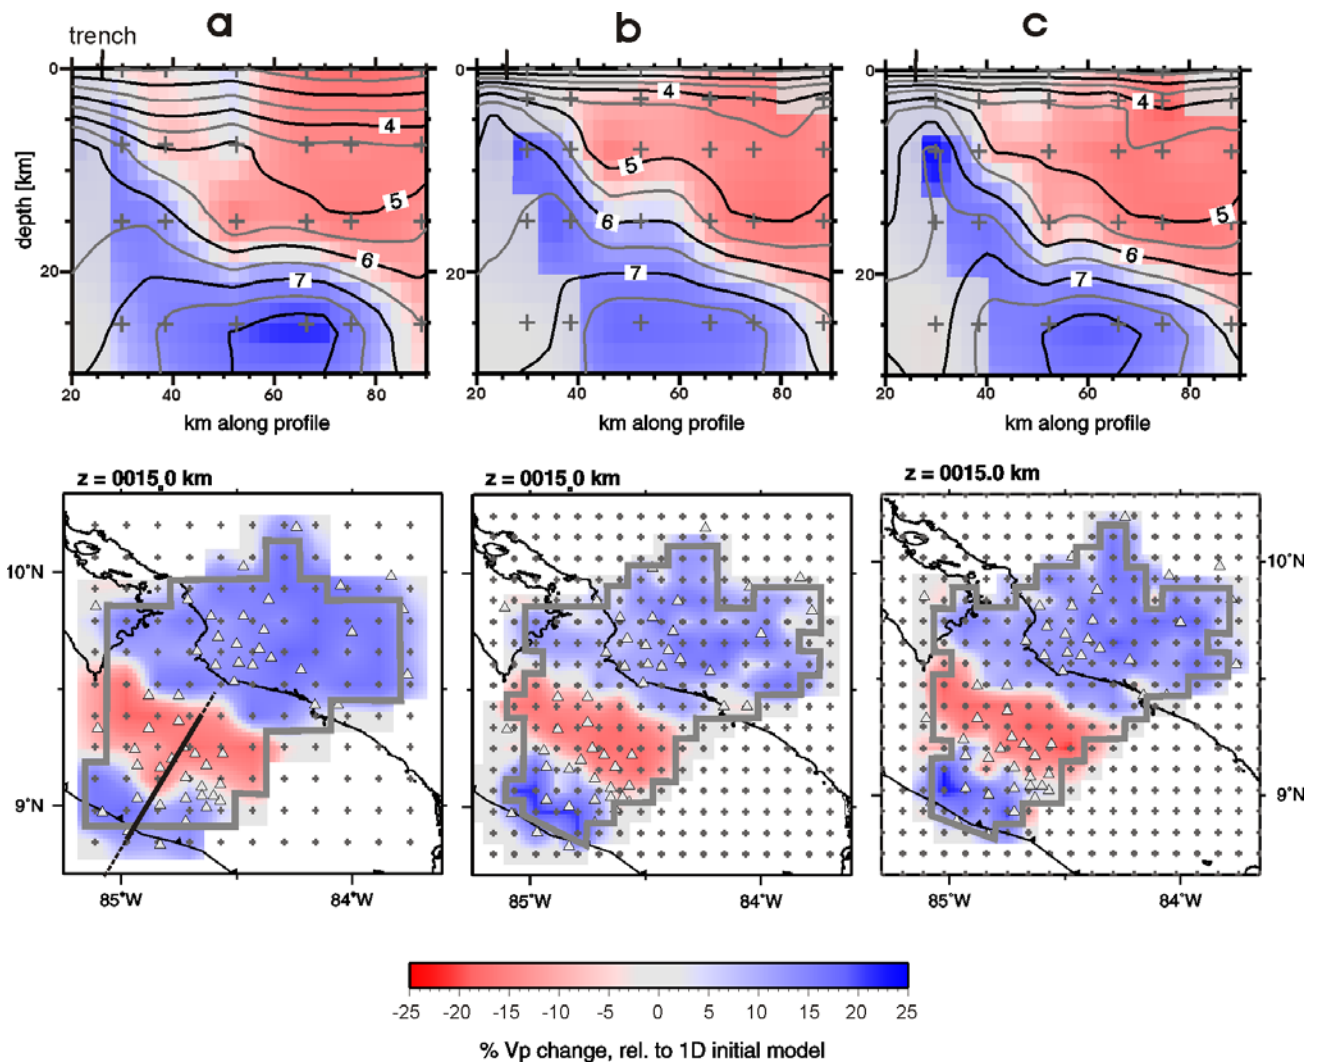 a b c
trench
0 0 0
4 4 4
5 5 5
6 6 6
7 7 7
20 20 20
depth [km]
20 40 60 80 20 40 60 80 20 40 60 80
km along profile km along profile km along profile
z = 0015.0 km z = 0015.0 km z = 0015.0 km
10°N 10°N
9°N 9°N
85°W 84°W 85°W 84°W 85°W 84°W
-25 -20 -15 -10 -5 0 5 10 15 20 25
% Vp change, rel. to 1D initial model